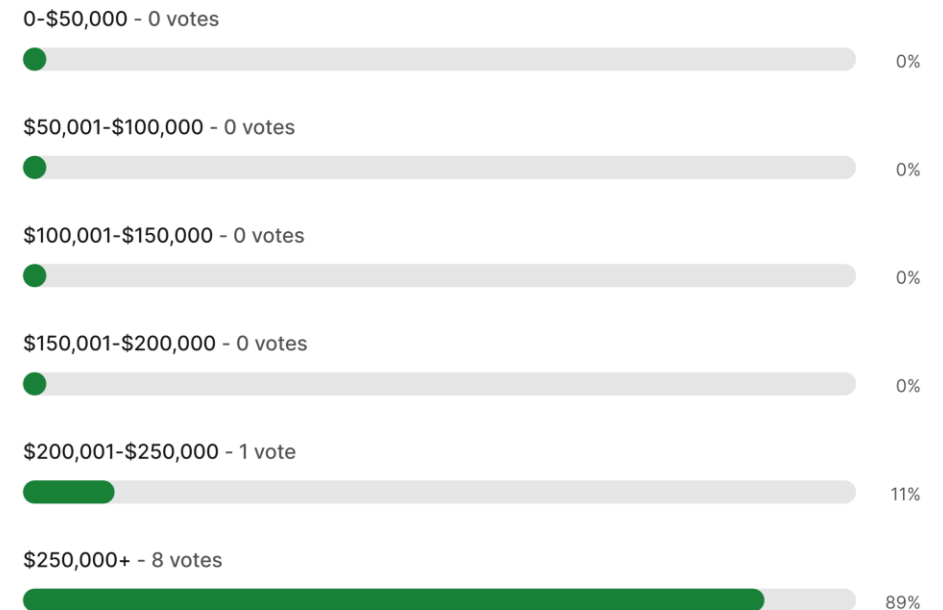 0-$50,000 - 0 votes
0%
$50,001-$100,000 - 0 votes
0%
$100,001-$150,000 - 0 votes
0%
$150,001-$200,000 - 0 votes
0%
$200,001-$250,000 - 1 vote
11%
$250,000+ - 8 votes
89%